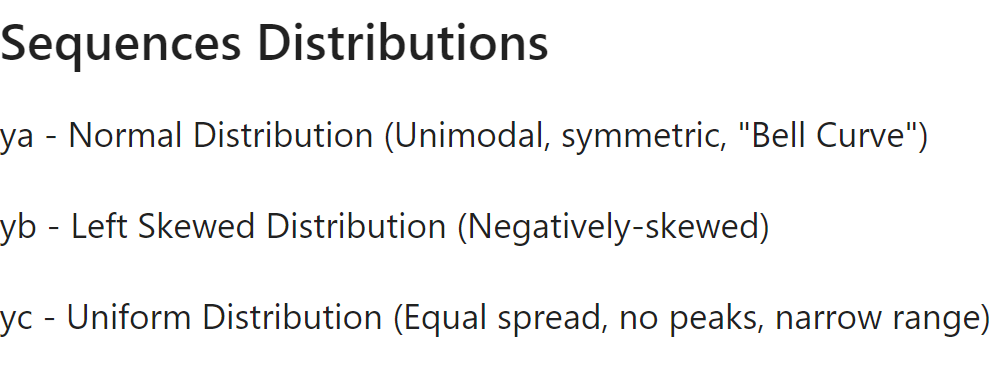 Sequences Distributions
ya - Normal Distribution (Unimodal, symmetric, "Bell Curve")
yb - Left Skewed Distribution (Negatively-skewed)
yc - Uniform Distribution (Equal spread, no peaks, narrow range)